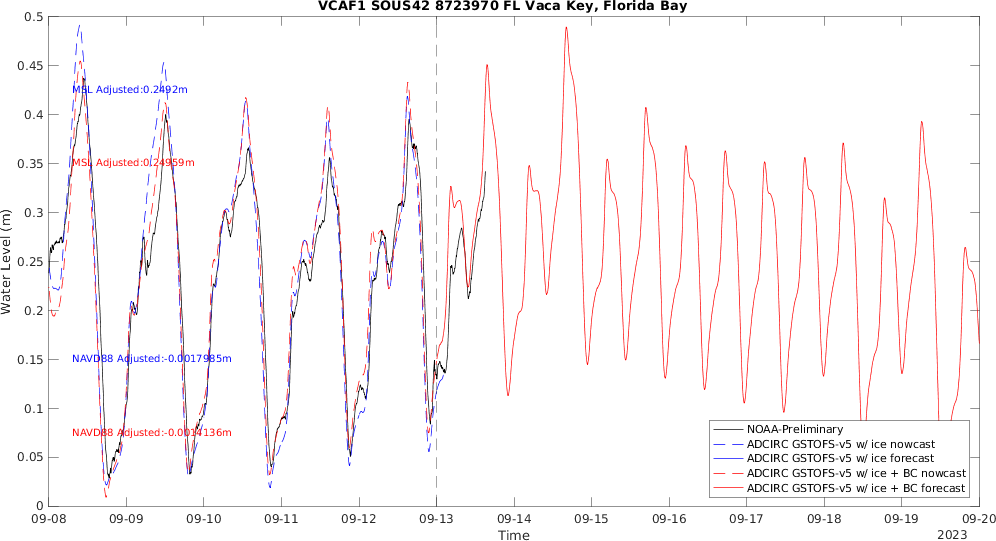 VCAF1 SOUS42 8723970 FL Vaca Key, Florida Bay
0.5
0.45
0.4
0.35
0.3
0.25
0.2
0.15
0.1
0.05
0
Water Level (m)
MSL Adjusted:0.2492m
MSL Adjusted:0.24959m
NAVD88 Adjusted:-0.0017985m
NAVD88 Adjusted:-0.0014136m
NOAA-Preliminary
ADCIRC GSTOFS-v5 w/ ice nowcast
ADCIRC GSTOFS-v5 w/ ice forecast
ADCIRC GSTOFS-v5 w/ ice + BC nowcast
ADCIRC GSTOFS-v5 w/ ice + BC forecast
09-08 09-09 09-10 09-11 09-12 09-13 09-14 09-15 09-16 09-17 09-18 09-19 09-20
Time
2023